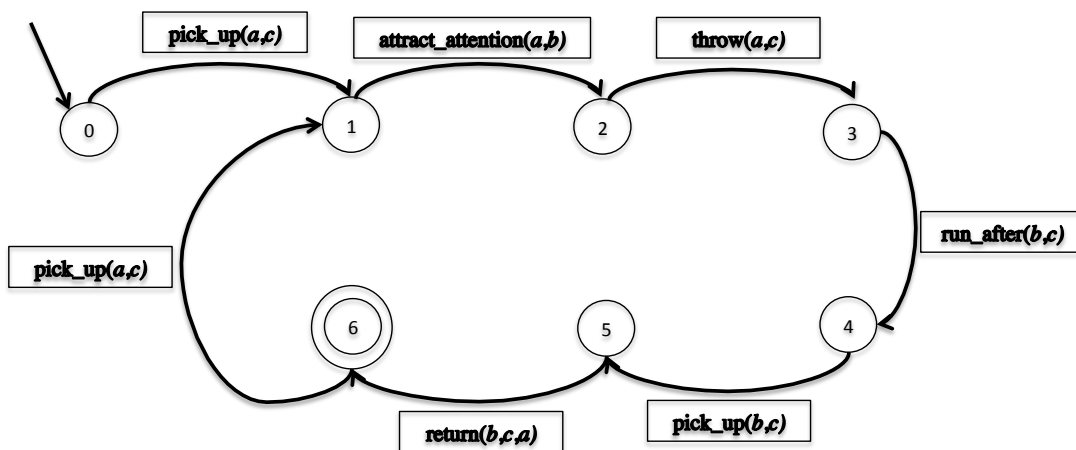 pick_up(a,c)
attract_attention(a,b)
throw(a,c)
0
1
2
3
run_after(b,c)
pick_up(a,c)
6
5
4
return(b,c,a)
pick_up(b,c)